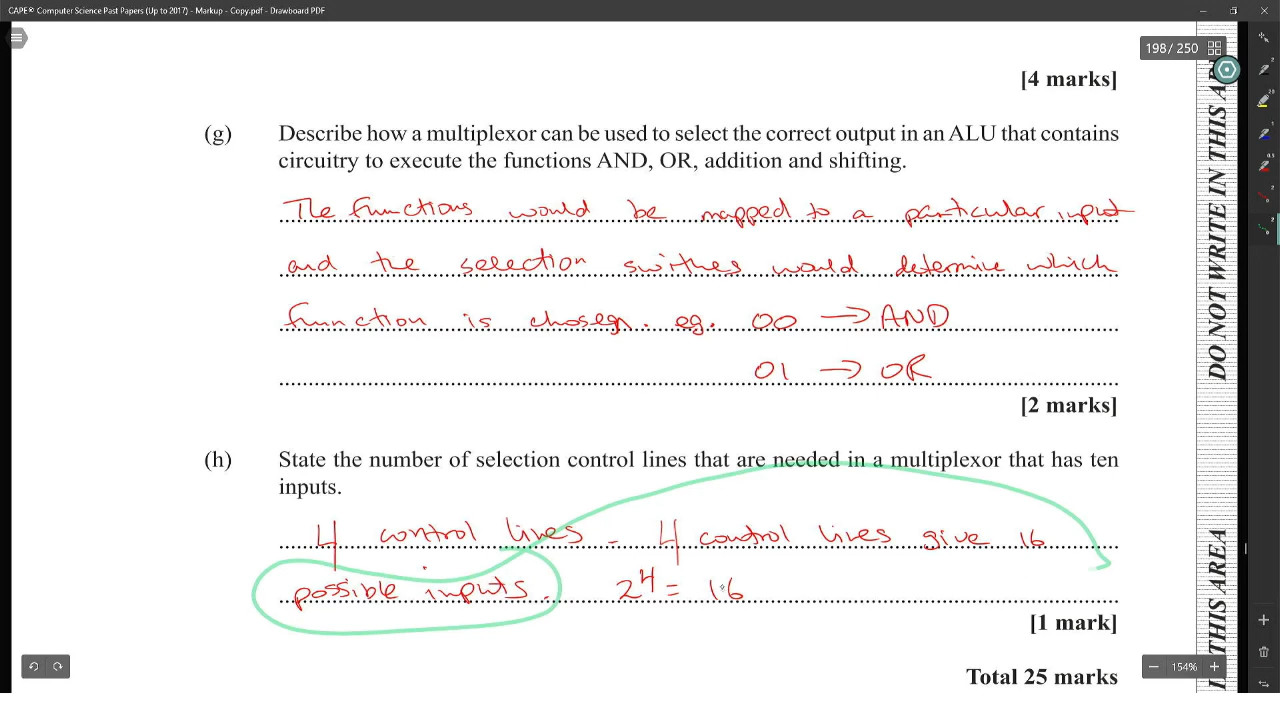 CAPE® Computer Science Past Papers (Up to 2017) - Markup - Copy.pdf - Drawboard PDF
198 / 250
[4 marks]
(g) Describe how a multiplexor can be used to select the correct output in an ALU that contains
circuitry to execute the functions AND, OR, addition and shifting.
The functions would be mapped to a particular input
and the selection swithes would determine which
function is chosen. eg. 00 → AND
01 → OR
[2 marks]
(h) State the number of selection control lines that are needed in a multiplexor that has ten
inputs.
4 control lines - 4 control lives give 16
possible inputs. 2^4 = 16
[1 mark]
Total 25 marks
DO NOT WRITE IN THIS A
THIS AREA
154%